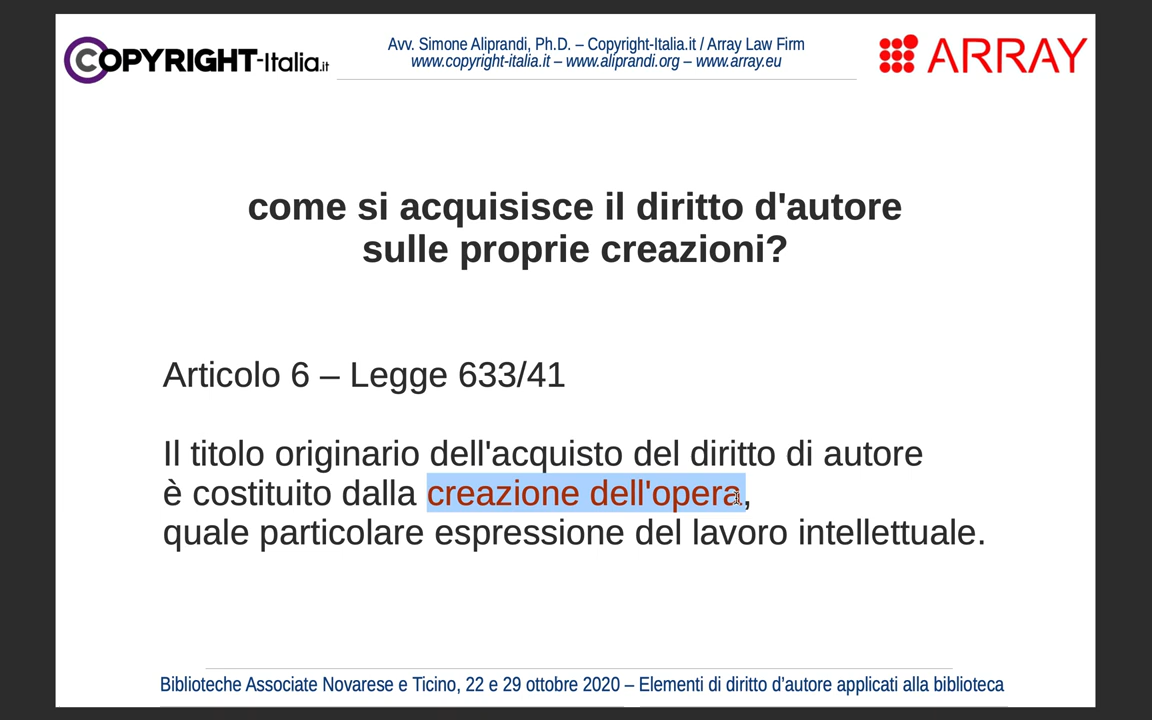 COPYRIGHT-Italia.it
Avv. Simone Aliprandi, Ph.D. – Copyright-Italia.it / Array Law Firm
www.copyright-italia.it – www.aliprandi.org – www.array.eu
ARRAY
come si acquisisce il diritto d'autore
sulle proprie creazioni?
Articolo 6 – Legge 633/41
Il titolo originario dell'acquisto del diritto di autore
è costituito dalla creazione dell'opera,
quale particolare espressione del lavoro intellettuale.
Biblioteche Associate Novarese e Ticino, 22 e 29 ottobre 2020 – Elementi di diritto d’autore applicati alla biblioteca